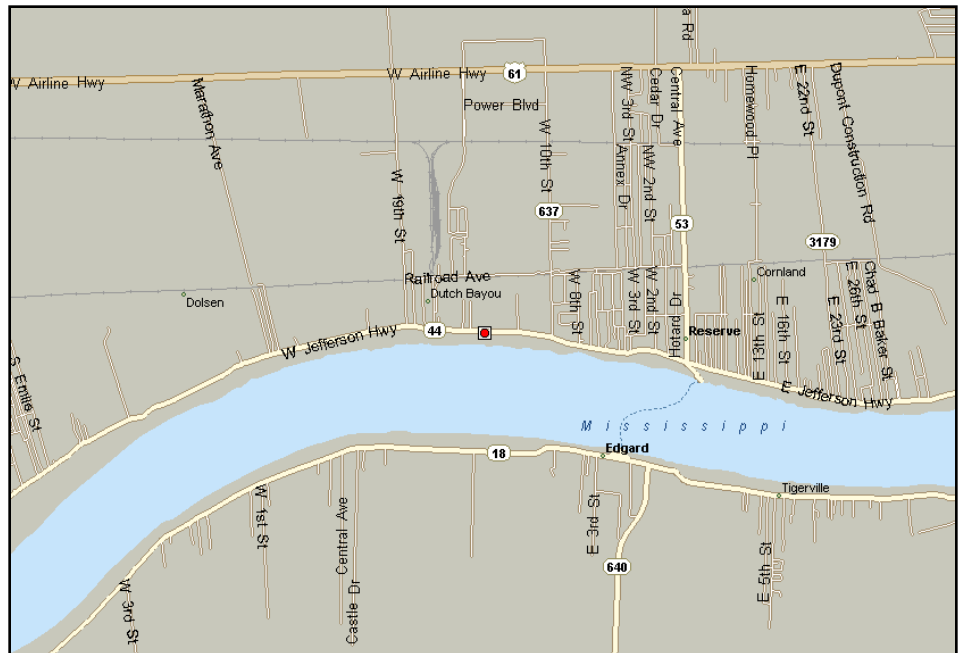 a Rd
W Airline Hwy
W Airline Hwy
61
Marathon Ave
Power Blvd
W 10th St
NW 3rd St
Cedar Dr
Central Ave
Homewood Pl
E 22nd St
Dupont Construction Rd
Annex Dr
NW 2nd St
W 19th St
637
53
3179
Railroad Ave
Dutch Bayou
Dolsen
Cornland
W 8th St
W 3rd St
W 2nd St
Hotard Dr
Reserve
E 13th St
E 16th St
E 23rd St
E 26th St
Chad B Baker St
W Jefferson Hwy
44
S Emilie St
E Jefferson Hwy
Mississippi
Edgard
18
Tigerville
W 1st St
Central Ave
E 3rd St
640
E 5th St
W 3rd St
Castle Dr